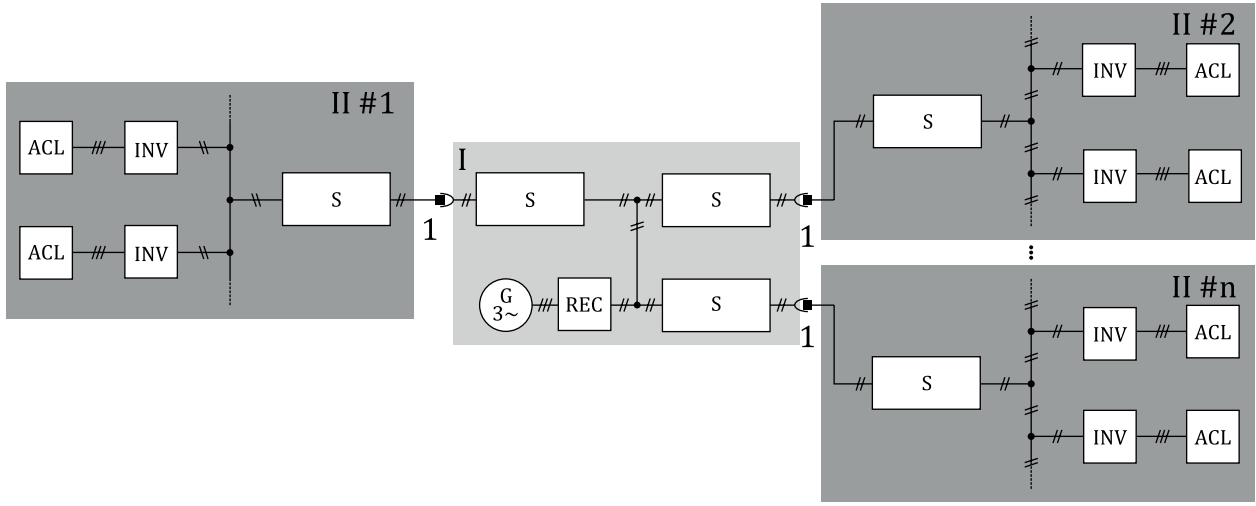 II #1
ACL
INV
ACL
INV
S
1
I
S
S
G
3~
REC
S
1
1
II #2
S
INV
ACL
INV
ACL
II #n
S
INV
ACL
INV
ACL